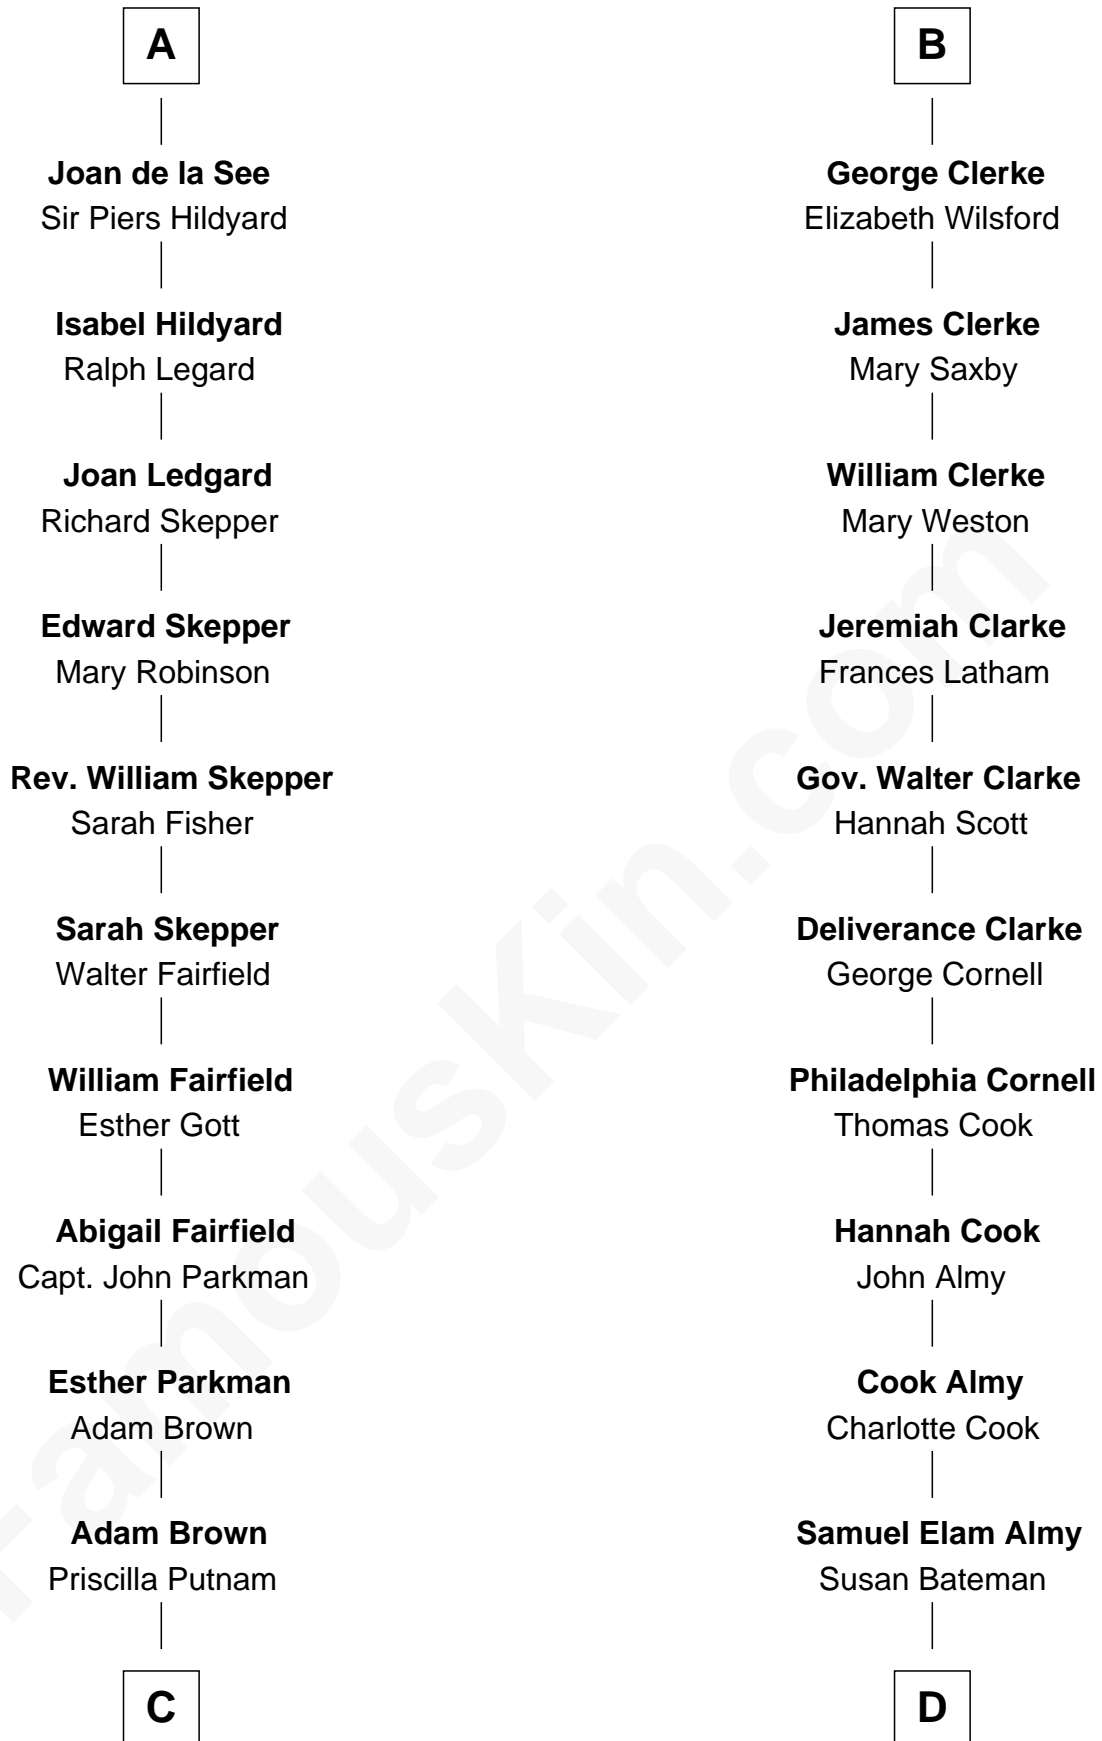 A
Joan de la See
Sir Piers Hildyard
Isabel Hildyard
Ralph Legard
Joan Ledgard
Richard Skepper
Edward Skepper
Mary Robinson
Rev. William Skepper
Sarah Fisher
Sarah Skepper
Walter Fairfield
William Fairfield
Esther Gott
Abigail Fairfield
Capt. John Parkman
Esther Parkman
Adam Brown
Adam Brown
Priscilla Putnam
C
B
George Clerke
Elizabeth Wilsford
James Clerke
Mary Saxby
William Clerke
Mary Weston
Jeremiah Clarke
Frances Latham
Gov. Walter Clarke
Hannah Scott
Deliverance Clarke
George Cornell
Philadelphia Cornell
Thomas Cook
Hannah Cook
John Almy
Cook Almy
Charlotte Cook
Samuel Elam Almy
Susan Bateman
D
FamousKin.com